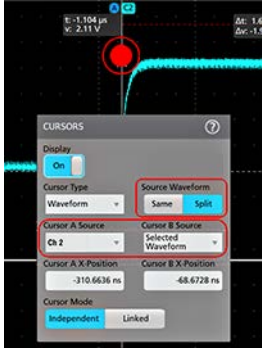 A C2
t: -1.104 µs
v: 2.11 V
Δt: 1.6
Δv: -1.9
CURSORS ?
Display
On
Cursor Type Source Waveform
Waveform Same Split
Cursor A Source Cursor B Source
Ch 2 Selected Waveform
Cursor A X-Position Cursor B X-Position
-310.6636 ns -68.6728 ns
Cursor Mode
Independent Linked